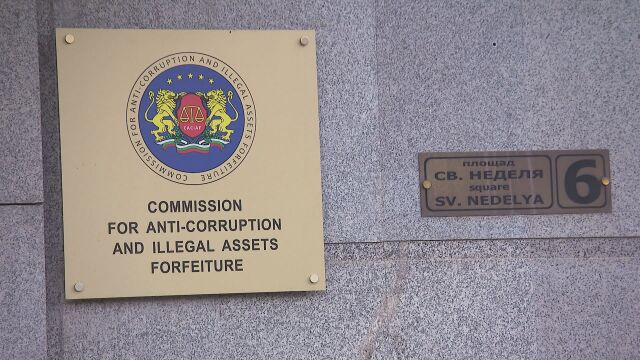 COMMISSION FOR ANTI-CORRUPTION AND ILLEGAL ASSETS FORFEITURE
CACIAF
COMMISSION
FOR ANTI-CORRUPTION
AND ILLEGAL ASSETS
FORFEITURE
площад
СВ. НЕДЕЛЯ
square
SV. NEDELYA
6